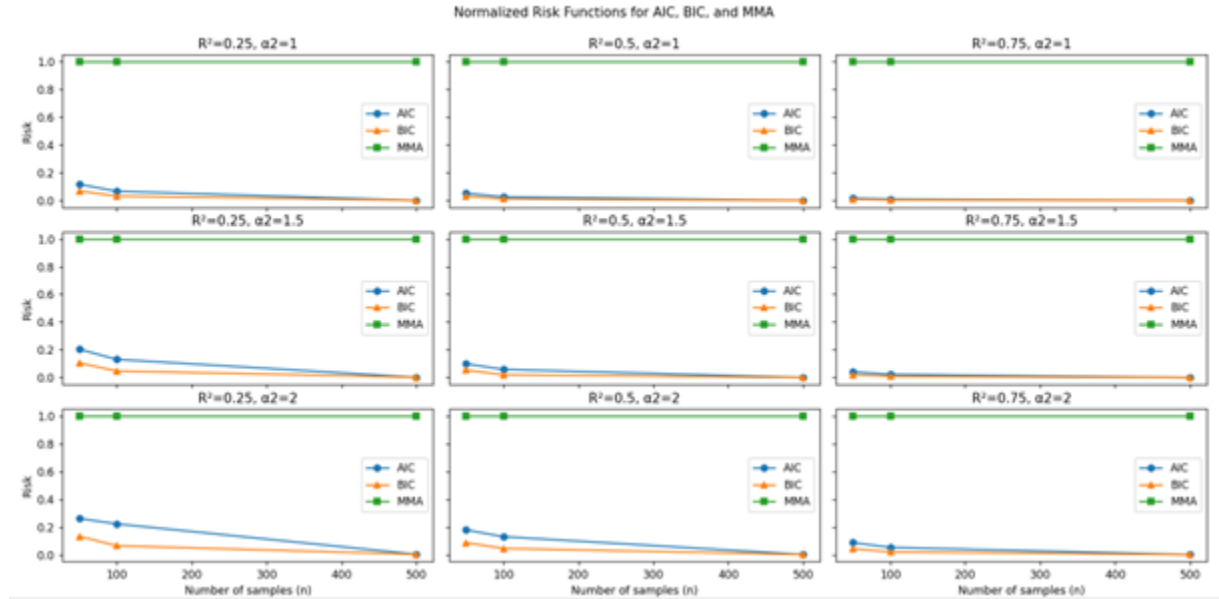 Normalized Risk Functions for AIC, BIC, and MMA
R²=0.25, α2=1
R²=0.5, α2=1
R²=0.75, α2=1
1.0
0.8
0.6
0.4
0.2
0.0
Risk
AIC
BIC
MMA
AIC
BIC
MMA
AIC
BIC
MMA
R²=0.25, α2=1.5
R²=0.5, α2=1.5
R²=0.75, α2=1.5
1.0
0.8
0.6
0.4
0.2
0.0
Risk
AIC
BIC
MMA
AIC
BIC
MMA
AIC
BIC
MMA
R²=0.25, α2=2
R²=0.5, α2=2
R²=0.75, α2=2
1.0
0.8
0.6
0.4
0.2
0.0
Risk
AIC
BIC
MMA
AIC
BIC
MMA
AIC
BIC
MMA
100 200 300 400 500
100 200 300 400 500
100 200 300 400 500
Number of samples (n)
Number of samples (n)
Number of samples (n)